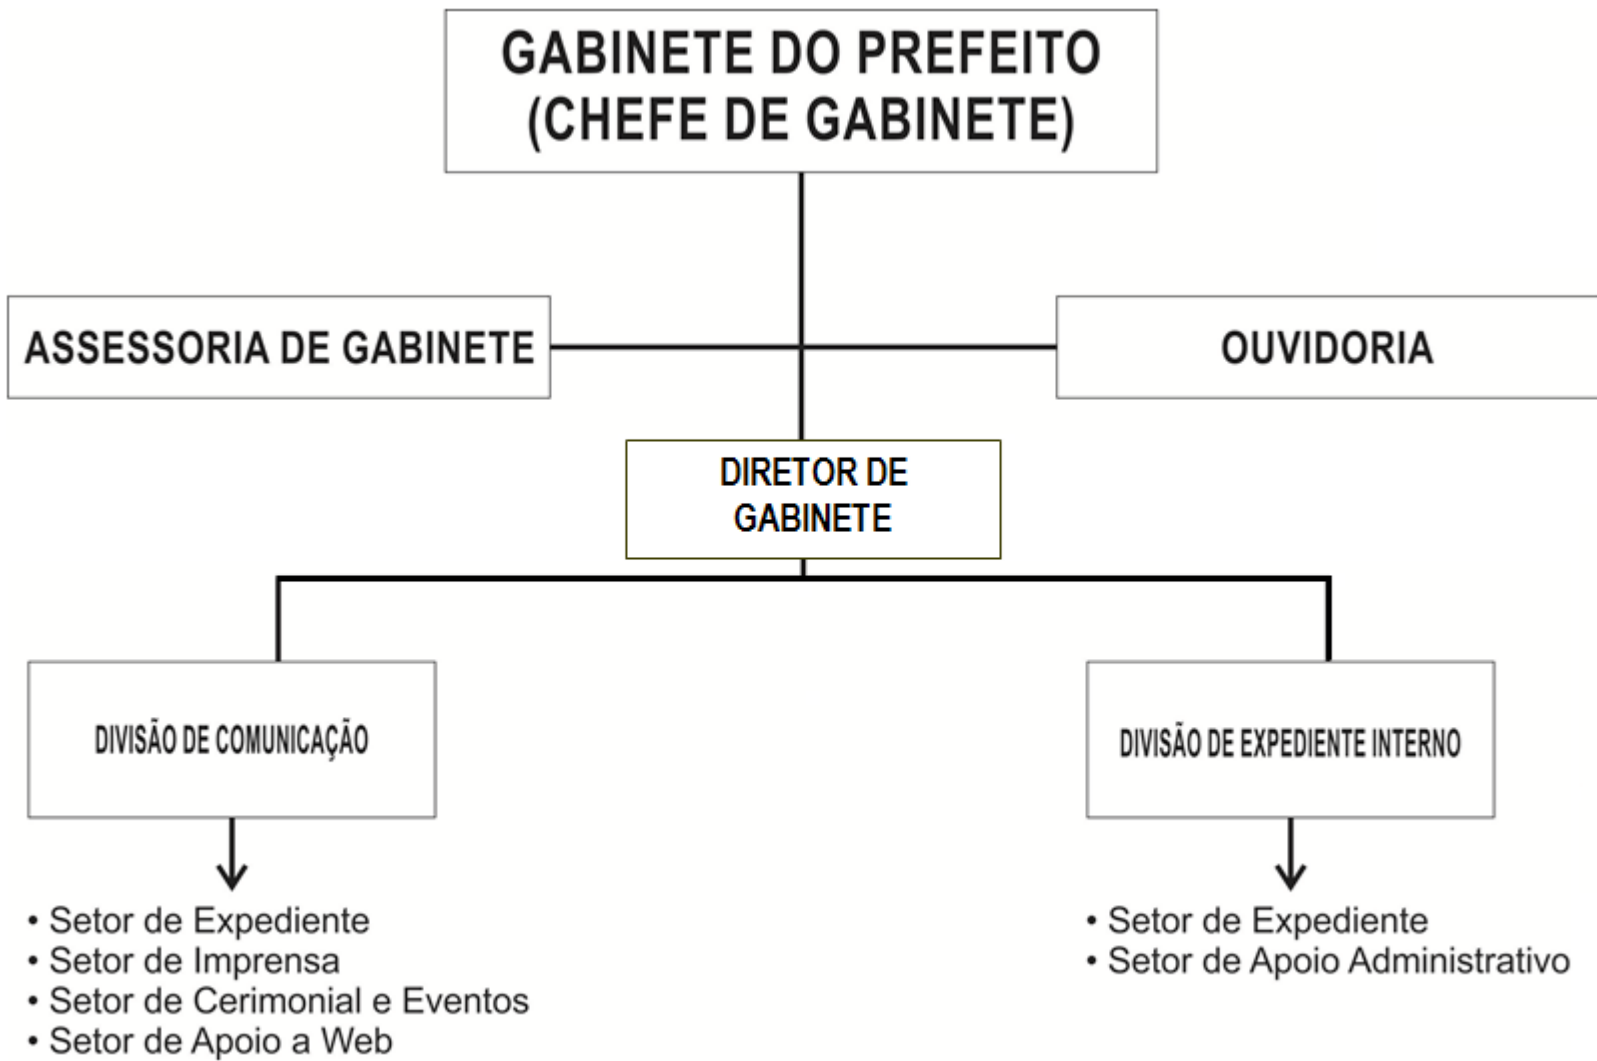 GABINETE DO PREFEITO
(CHEFE DE GABINETE)
ASSESSORIA DE GABINETE
OUVIDORIA
DIRETOR DE
GABINETE
DIVISÃO DE COMUNICAÇÃO
DIVISÃO DE EXPEDIENTE INTERNO
• Setor de Expediente
• Setor de Imprensa
• Setor de Cerimonial e Eventos
• Setor de Apoio a Web
• Setor de Expediente
• Setor de Apoio Administrativo